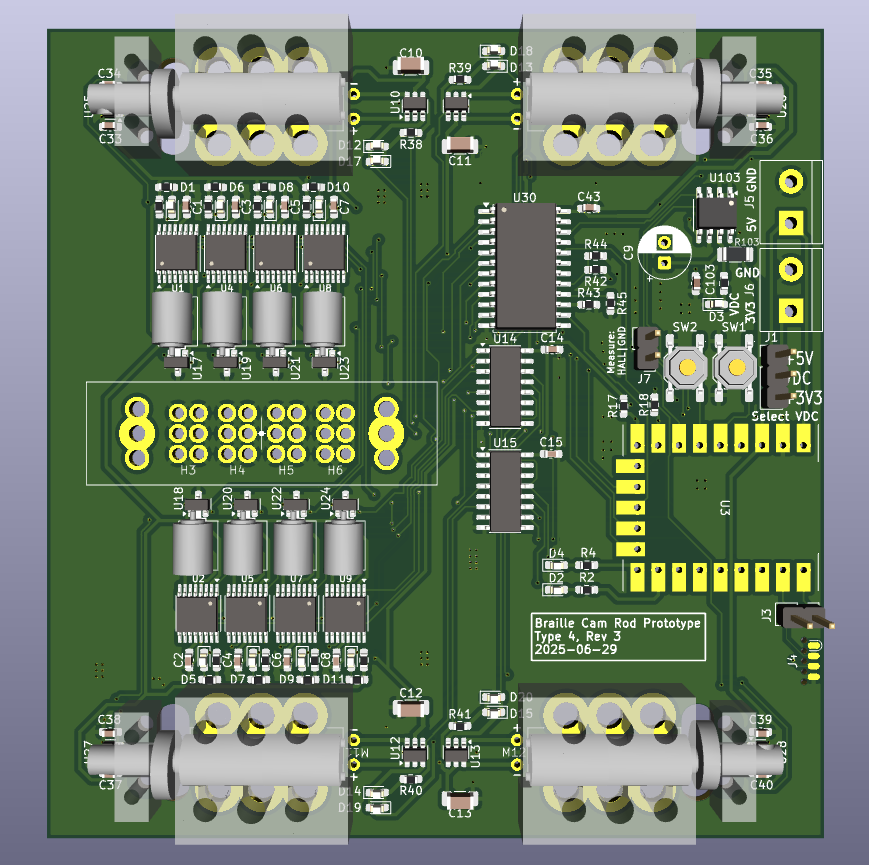 C10
R39
D18
D13
C34
C35
U10
C33
C36
R38
D12
D17
C11
D1
D6
D8
D10
C1
C3
C5
C7
U30
C43
U103
GND
J5
5V
R103
C9
R44
R42
R43
R45
C103
GND
J6
D3
VDC
3V3
U1
U4
U6
U8
U17
U19
U21
U23
U14
C14
Measure:
HALL|GND
J7
SW2
SW1
J1
+5V
DC
+3V3
Select VDC
R17
R18
H3
H4
H5
H6
U15
C15
U3
U18
U20
U22
U24
D4
R4
D2
R2
U2
U5
U7
U9
Braille Cam Rod Prototype
Type 4, Rev 3
2025-06-29
J3
J4
C2
C4
C6
C8
D5
D7
D9
D11
C12
R41
D20
D15
C38
C39
U12
U13
C37
C40
R40
D14
D19
C13